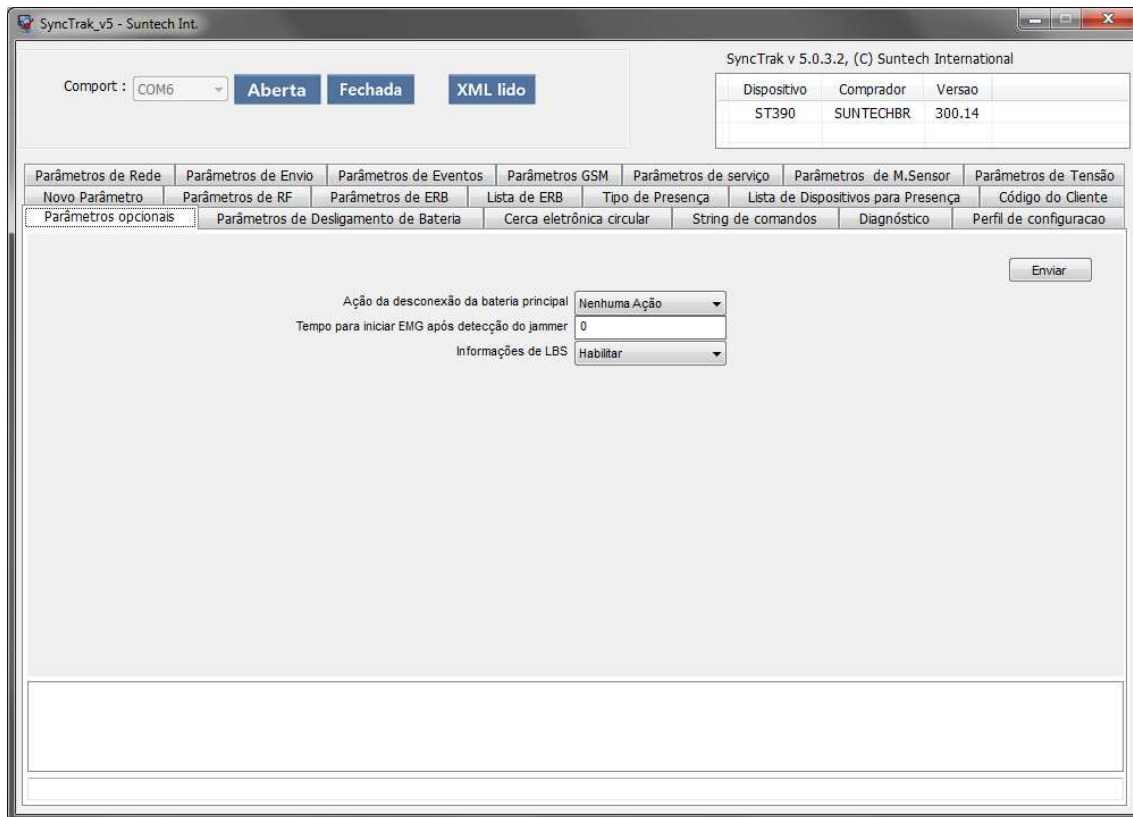 SyncTrak_v5 - Suntech Int.
SyncTrak v 5.0.3.2, (C) Suntech International
Comport : COM6 Aberta Fechada XML lido
Dispositivo Comprador Versao
ST390 SUNTECHBR 300.14
Parâmetros de Rede Parâmetros de Envio Parâmetros de Eventos Parâmetros GSM Parâmetros de serviço Parâmetros de M.Sensor Parâmetros de Tensão
Novo Parâmetro Parâmetros de RF Parâmetros de ERB Lista de ERB Tipo de Presença Lista de Dispositivos para Presença Código do Cliente
Parâmetros opcionais Parâmetros de Desligamento de Bateria Cerca eletrônica circular String de comandos Diagnóstico Perfil de configuracao
Enviar
Ação da desconexão da bateria principal Nenhuma Ação
Tempo para iniciar EMG após detecção do jammer 0
Informações de LBS Habilitar